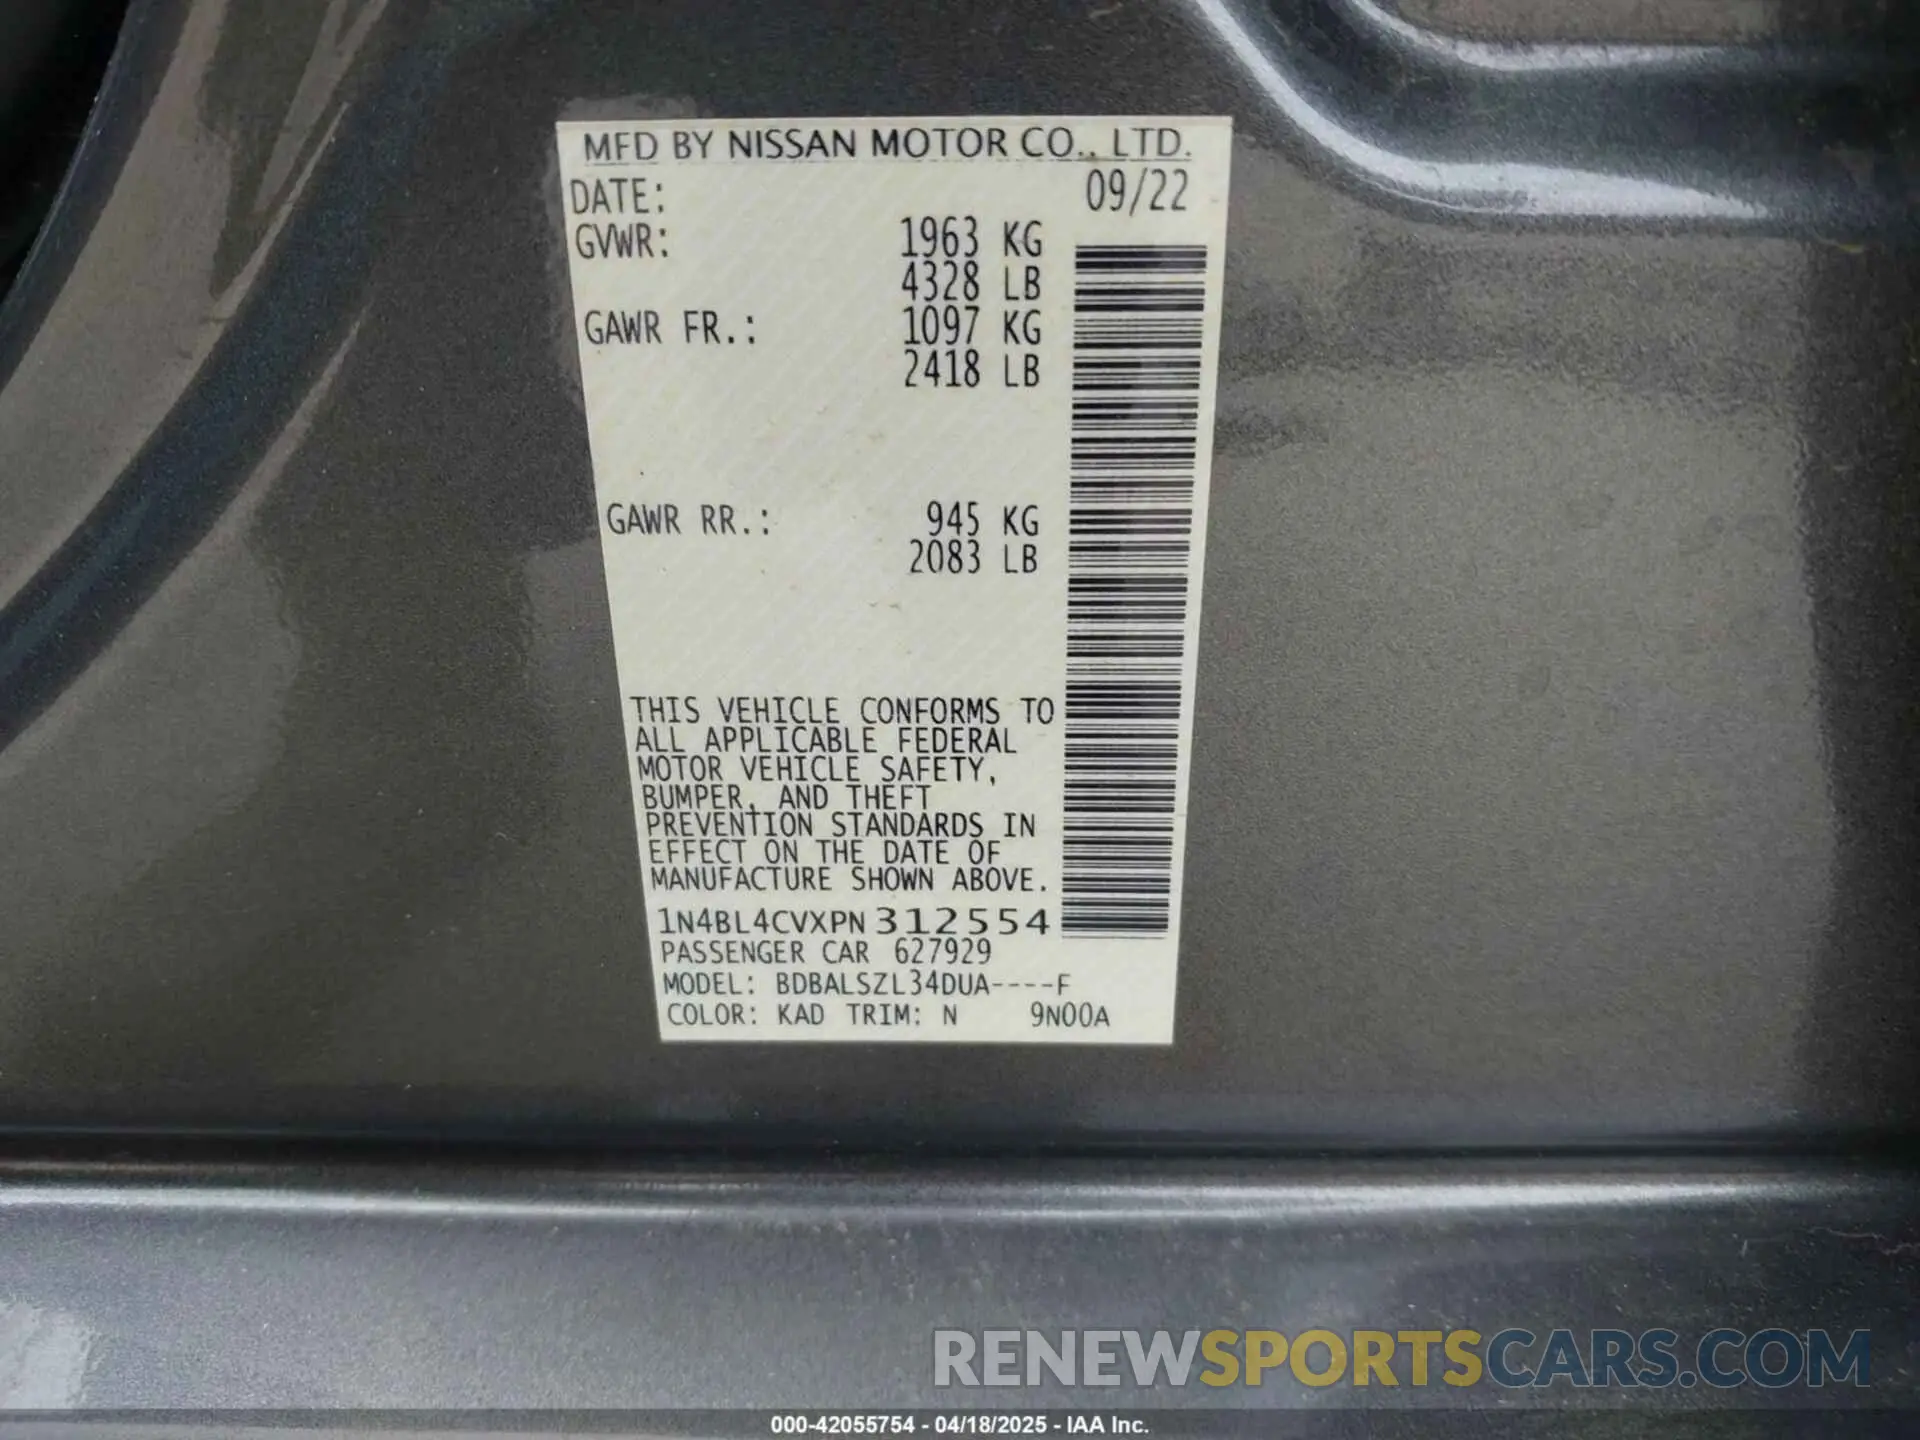 MFD BY NISSAN MOTOR CO., LTD.
DATE: 09/22
GVWR: 1963 KG
4328 LB
GAWR FR.: 1097 KG
2418 LB
GAWR RR.: 945 KG
2083 LB
THIS VEHICLE CONFORMS TO
ALL APPLICABLE FEDERAL
MOTOR VEHICLE SAFETY,
BUMPER, AND THEFT
PREVENTION STANDARDS IN
EFFECT ON THE DATE OF
MANUFACTURE SHOWN ABOVE.
1N4BL4CVXPN312554
PASSENGER CAR 627929
MODEL: BDBALSZL34DUA----F
COLOR: KAD TRIM: N 9N00A
RENEWSPORTSCARS.COM
000-42055754 - 04/18/2025 - IAA Inc.